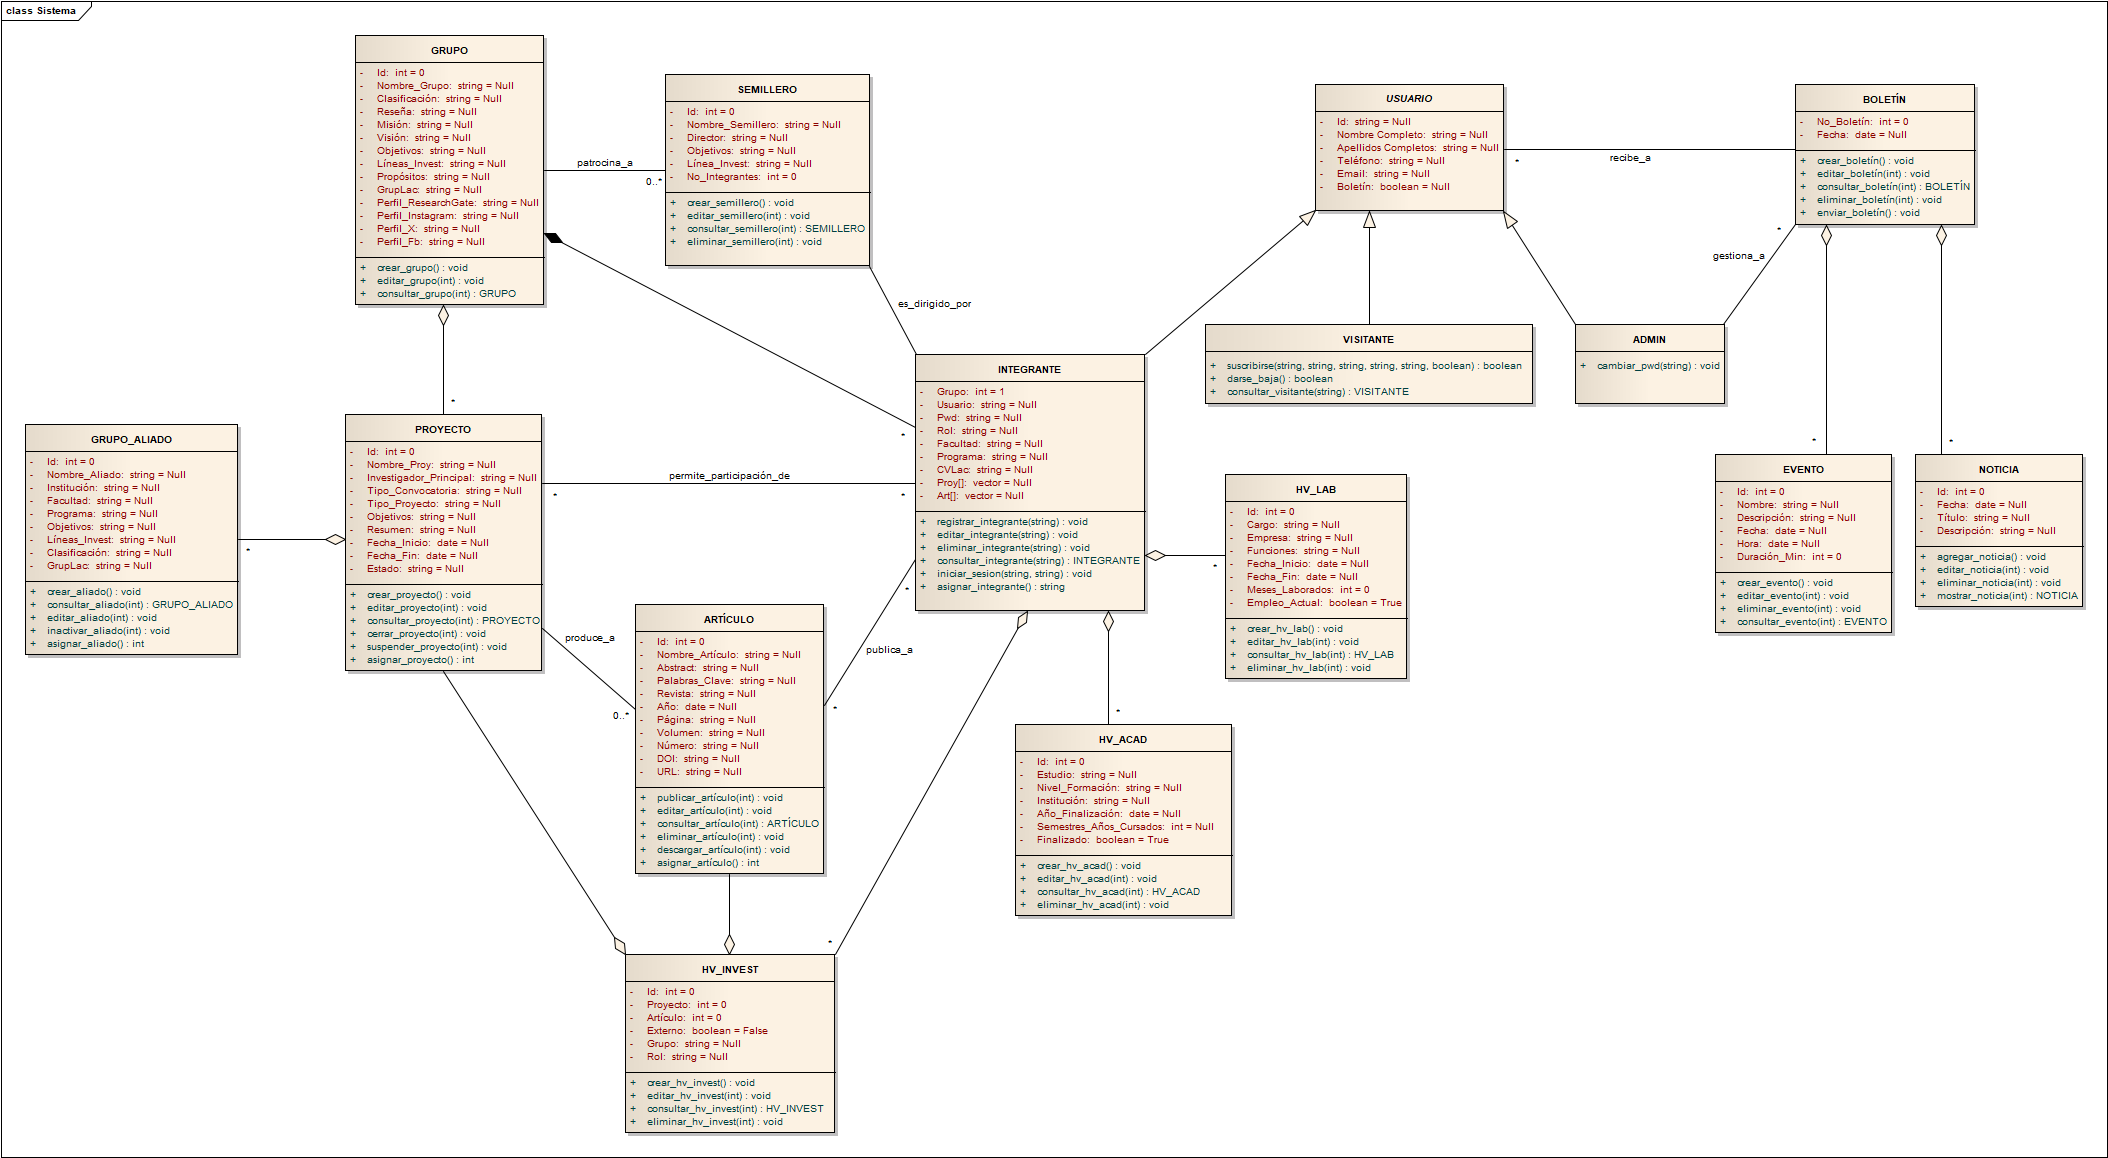 class Sistema
GRUPO
- Id: int = 0
- Nombre_Grupo: string = Null
- Clasificación: string = Null
- Reseña: string = Null
- Misión: string = Null
- Visión: string = Null
- Objetivos: string = Null
- Líneas_Invest: string = Null
- Propósitos: string = Null
- GrupLac: string = Null
- Perfil_ResearchGate: string = Null
- Perfil_Instagram: string = Null
- Perfil_X: string = Null
- Perfil_Fb: string = Null
+ crear_grupo() : void
+ editar_grupo(int) : void
+ consultar_grupo(int) : GRUPO
patrocina_a
0..*
SEMILLERO
- Id: int = 0
- Nombre_Semillero: string = Null
- Director: string = Null
- Objetivos: string = Null
- Línea_Invest: string = Null
- No_Integrantes: int = 0
+ crear_semillero() : void
+ editar_semillero(int) : void
+ consultar_semillero(int) : SEMILLERO
+ eliminar_semillero(int) : void
es_dirigido_por
USUARIO
- Id: string = Null
- Nombre Completo: string = Null
- Apellidos Completos: string = Null
- Teléfono: string = Null
- Email: string = Null
- Boletín: boolean = Null
*
recibe_a
BOLETÍN
- No_Boletín: int = 0
- Fecha: date = Null
+ crear_boletín() : void
+ editar_boletín(int) : void
+ consultar_boletín(int) : BOLETÍN
+ eliminar_boletín(int) : void
+ enviar_boletín() : void
*
gestiona_a
VISITANTE
+ suscribirse(string, string, string, string, string, boolean) : boolean
+ darse_baja() : boolean
+ consultar_visitante(string) : VISITANTE
ADMIN
+ cambiar_pwd(string) : void
INTEGRANTE
- Grupo: int = 1
- Usuario: string = Null
- Pwd: string = Null
- Rol: string = Null
- Facultad: string = Null
- Programa: string = Null
- CVLac: string = Null
- Proy[]: vector = Null
- Art[]: vector = Null
+ registrar_integrante(string) : void
+ editar_integrante(string) : void
+ eliminar_integrante(string) : void
+ consultar_integrante(string) : INTEGRANTE
+ iniciar_sesion(string, string) : void
+ asignar_integrante() : string
*
*
GRUPO_ALIADO
- Id: int = 0
- Nombre_Aliado: string = Null
- Institución: string = Null
- Facultad: string = Null
- Programa: string = Null
- Objetivos: string = Null
- Líneas_Invest: string = Null
- Clasificación: string = Null
- GrupLac: string = Null
+ crear_aliado() : void
+ consultar_aliado(int) : GRUPO_ALIADO
+ editar_aliado(int) : void
+ inactivar_aliado(int) : void
+ asignar_aliado() : int
*
PROYECTO
- Id: int = 0
- Nombre_Proy: string = Null
- Investigador_Principal: string = Null
- Tipo_Convocatoria: string = Null
- Tipo_Proyecto: string = Null
- Objetivos: string = Null
- Resumen: string = Null
- Fecha_Inicio: date = Null
- Fecha_Fin: date = Null
- Estado: string = Null
+ crear_proyecto() : void
+ editar_proyecto(int) : void
+ consultar_proyecto(int) : PROYECTO
+ cerrar_proyecto(int) : void
+ suspender_proyecto(int) : void
+ asignar_proyecto() : int
permite_participación_de
*
*
produce_a
0..*
ARTÍCULO
- Id: int = 0
- Nombre_Artículo: string = Null
- Abstract: string = Null
- Palabras_Clave: string = Null
- Revista: string = Null
- Año: date = Null
- Página: string = Null
- Volumen: string = Null
- Número: string = Null
- DOI: string = Null
- URL: string = Null
+ publicar_artículo(int) : void
+ editar_artículo(int) : void
+ consultar_artículo(int) : ARTÍCULO
+ eliminar_artículo(int) : void
+ descargar_artículo(int) : void
+ asignar_artículo() : int
*
publica_a
*
HV_LAB
- Id: int = 0
- Cargo: string = Null
- Empresa: string = Null
- Funciones: string = Null
- Fecha_Inicio: date = Null
- Fecha_Fin: date = Null
- Meses_Laborados: int = 0
- Empleo_Actual: boolean = True
+ crear_hv_lab() : void
+ editar_hv_lab(int) : void
+ consultar_hv_lab(int) : HV_LAB
+ eliminar_hv_lab(int) : void
*
EVENTO
- Id: int = 0
- Nombre: string = Null
- Descripción: string = Null
- Fecha: date = Null
- Hora: date = Null
- Duración_Min: int = 0
+ crear_evento() : void
+ editar_evento(int) : void
+ eliminar_evento(int) : void
+ consultar_evento(int) : EVENTO
*
NOTICIA
- Id: int = 0
- Fecha: date = Null
- Título: string = Null
- Descripción: string = Null
+ agregar_noticia() : void
+ editar_noticia(int) : void
+ eliminar_noticia(int) : void
+ mostrar_noticia(int) : NOTICIA
*
HV_ACAD
- Id: int = 0
- Estudio: string = Null
- Nivel_Formación: string = Null
- Institución: string = Null
- Año_Finalización: date = Null
- Semestres_Años_Cursados: int = Null
- Finalizado: boolean = True
+ crear_hv_acad() : void
+ editar_hv_acad(int) : void
+ consultar_hv_acad(int) : HV_ACAD
+ eliminar_hv_acad(int) : void
*
HV_INVEST
- Id: int = 0
- Proyecto: int = 0
- Artículo: int = 0
- Externo: boolean = False
- Grupo: string = Null
- Rol: string = Null
+ crear_hv_invest() : void
+ editar_hv_invest(int) : void
+ consultar_hv_invest(int) : HV_INVEST
+ eliminar_hv_invest(int) : void
*